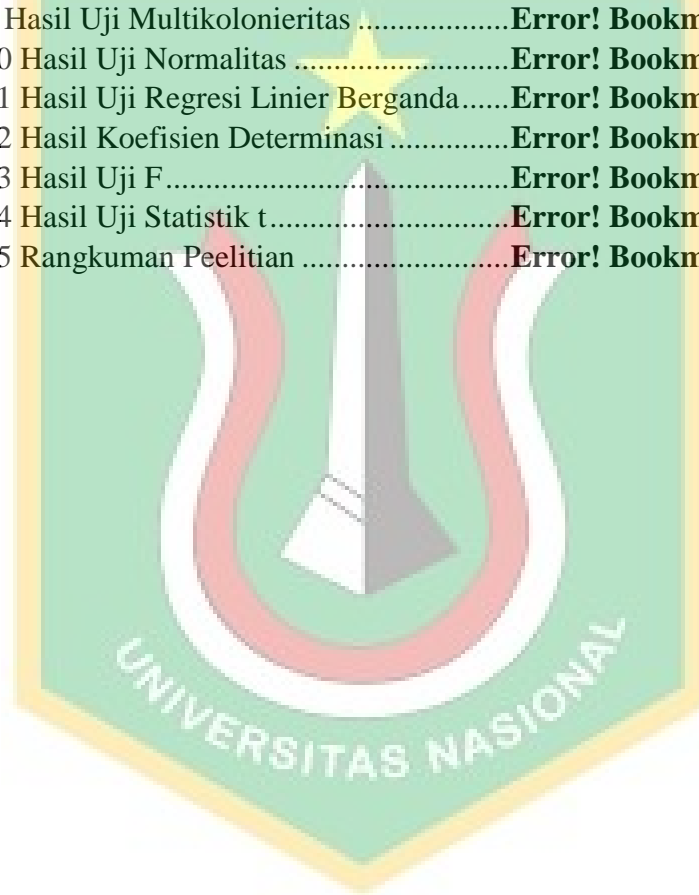 Hasil Uji Multikolonieritas ...................Error! Bookm
0 Hasil Uji Normalitas ...........................Error! Bookm
1 Hasil Uji Regresi Linier Berganda......Error! Bookm
2 Hasil Koefisien Determinasi ...............Error! Bookm
3 Hasil Uji F...........................................Error! Bookm
4 Hasil Uji Statistik t..............................Error! Bookm
5 Rangkuman Peelitian ..........................Error! Bookm
UNIVERSITAS NASIONAL